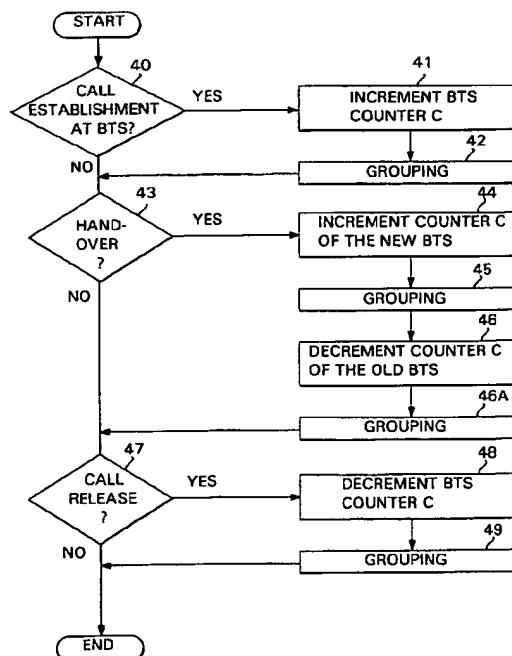 START
40
CALL
ESTABLISHMENT
AT BTS?
YES
41
INCREMENT BTS
COUNTER C
NO
42
GROUPING
43
HAND-
OVER
?
YES
44
INCREMENT COUNTER C
OF THE NEW BTS
NO
45
GROUPING
46
DECREMENT COUNTER C
OF THE OLD BTS
46A
GROUPING
47
CALL
RELEASE
?
YES
48
DECREMENT BTS
COUNTER C
NO
49
GROUPING
END